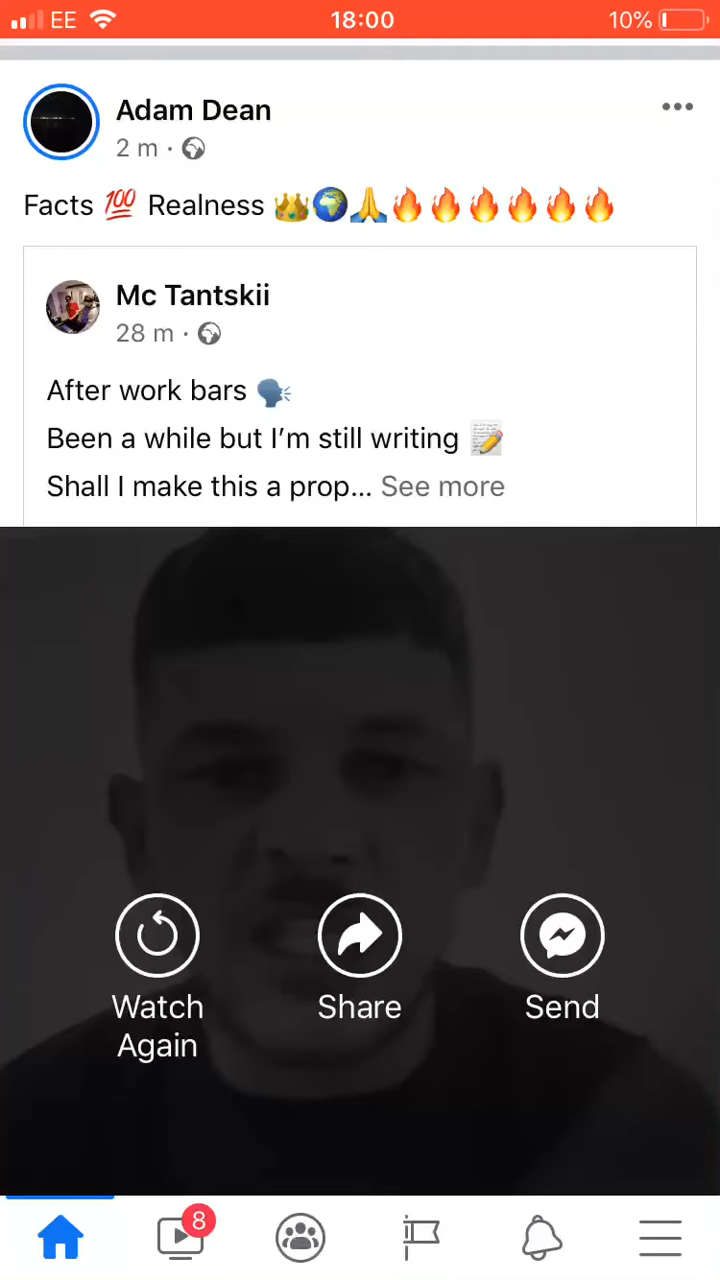 EE 18:00 10%
Adam Dean
2 m ·
Facts 💯 Realness 👑🌍🙏🔥🔥🔥🔥🔥🔥
Mc Tantskii
28 m ·
After work bars 🗣️
Been a while but I’m still writing 📝
Shall I make this a prop... See more
Watch Again
Share
Send
8